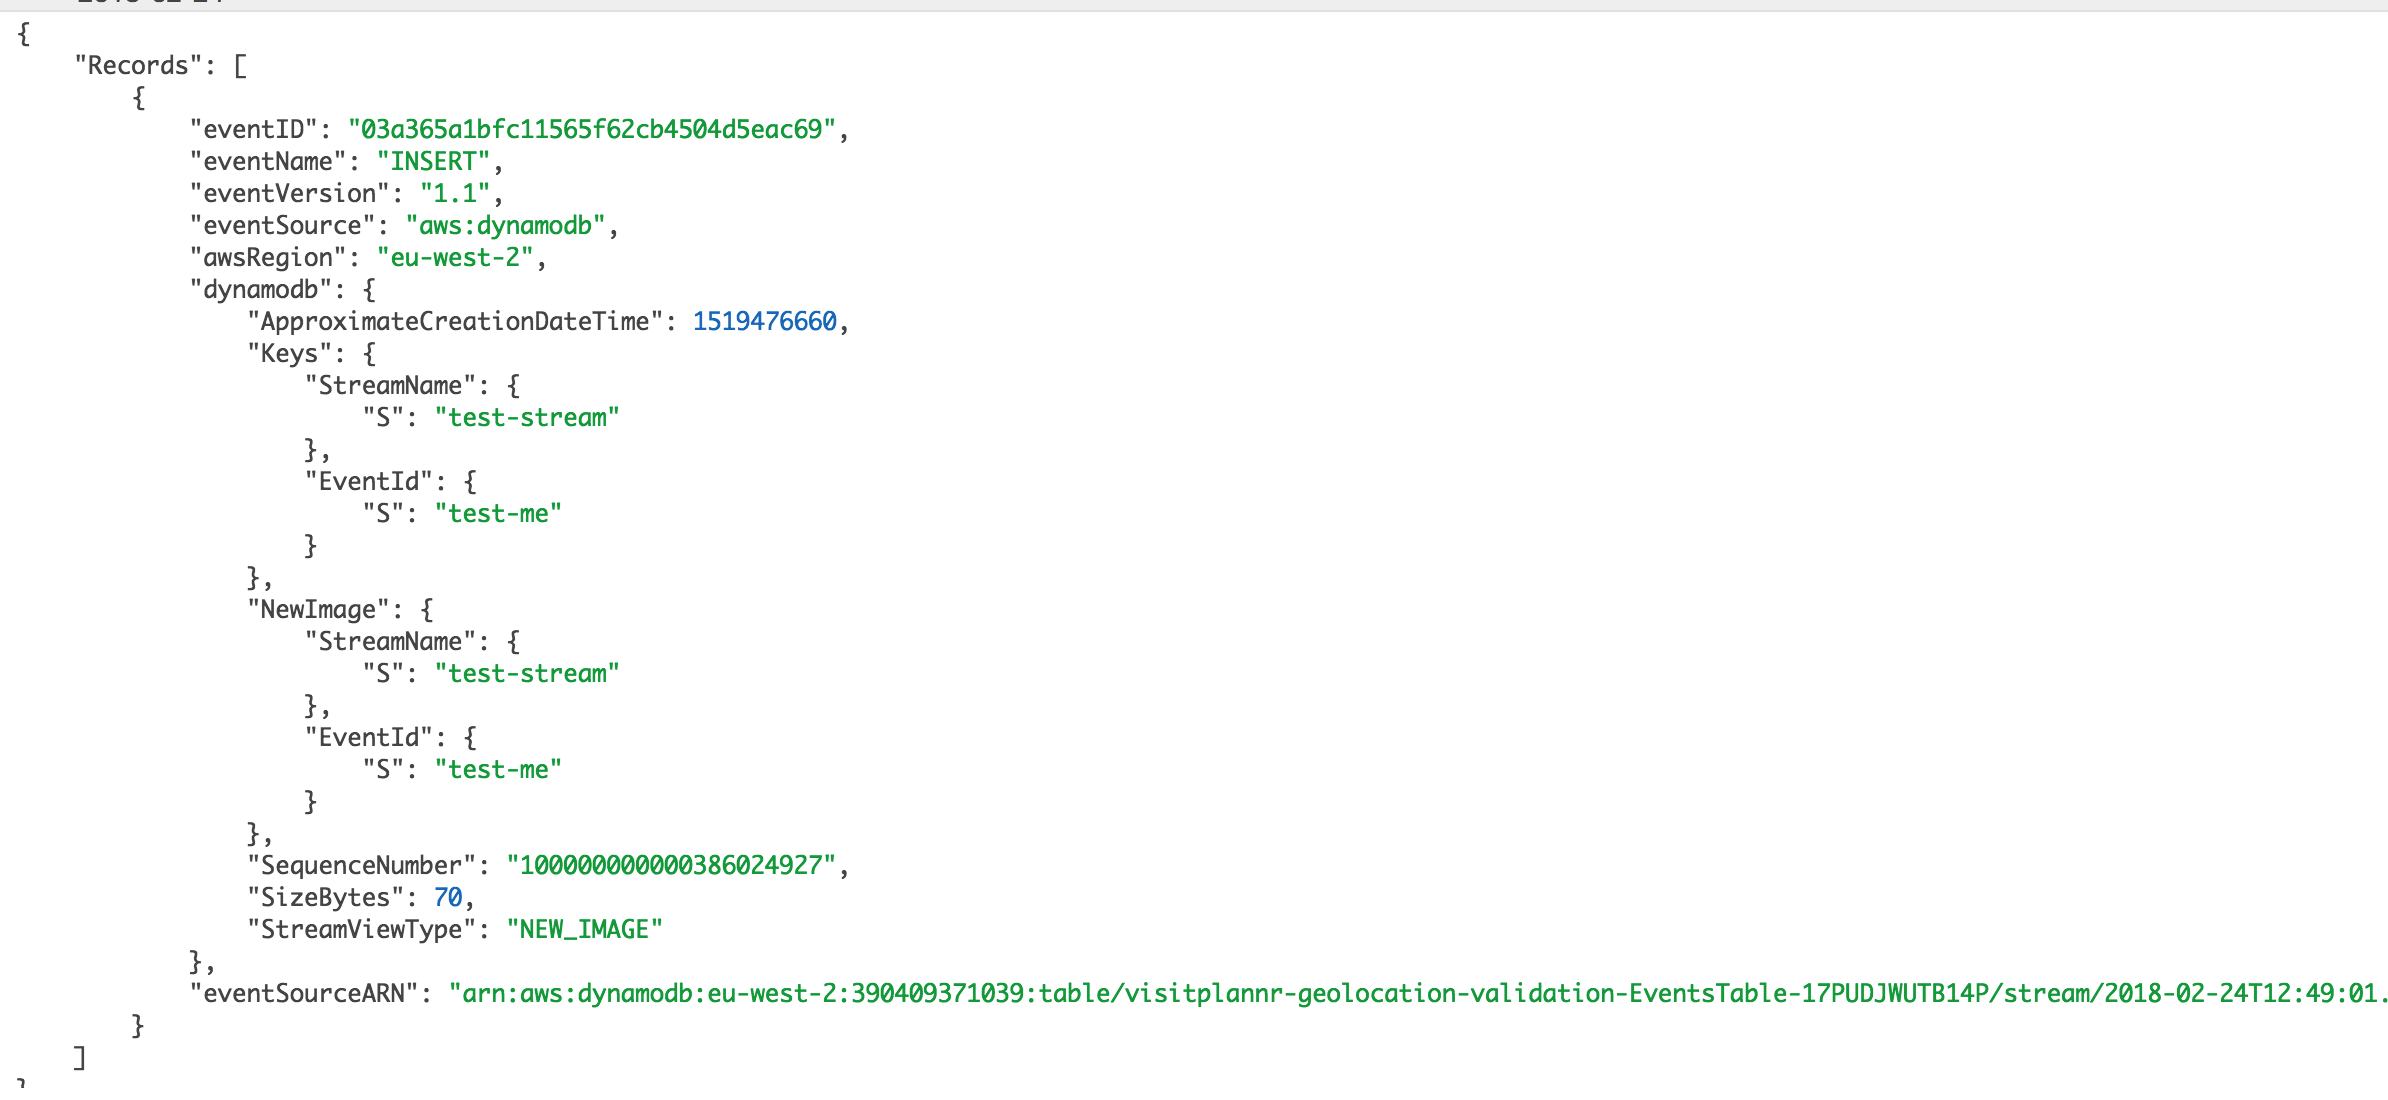 {
    "Records": [
        {
            "eventID": "03a365a1bfc11565f62cb4504d5eac69",
            "eventName": "INSERT",
            "eventVersion": "1.1",
            "eventSource": "aws:dynamodb",
            "awsRegion": "eu-west-2",
            "dynamodb": {
                "ApproximateCreationDateTime": 1519476660,
                "Keys": {
                    "StreamName": {
                        "S": "test-stream"
                    },
                    "EventId": {
                        "S": "test-me"
                    }
                },
                "NewImage": {
                    "StreamName": {
                        "S": "test-stream"
                    },
                    "EventId": {
                        "S": "test-me"
                    }
                },
                "SequenceNumber": "100000000000386024927",
                "SizeBytes": 70,
                "StreamViewType": "NEW_IMAGE"
            },
            "eventSourceARN": "arn:aws:dynamodb:eu-west-2:390409371039:table/visitplannr-geolocation-validation-EventsTable-17PUDJWUTB14P/stream/2018-02-24T12:49:01.
        }
    ]
}